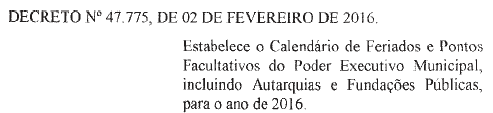 DECRETO Nº 47.775, DE 02 DE FEVEREIRO DE 2016.
Estabelece o Calendário de Feriados e Pontos
Facultativos do Poder Executivo Municipal,
incluindo Autarquias e Fundações Públicas,
para o ano de 2016.